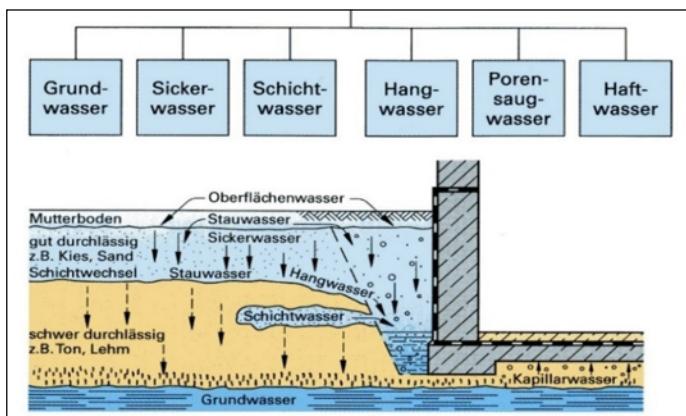 Grund-
wasser
Sicker-
wasser
Schicht-
wasser
Hang-
wasser
Poren-
saug-
wasser
Haft-
wasser
Oberflächenwasser
Mutterboden
Stauwasser
gut durchlässig
Sickerwasser
z.B. Kies, Sand
Schichtwechsel
Stauwasser
Hangwasser
Schichtwasser
schwer durchlässig
z.B. Ton, Lehm
Kapillarwasser
Grundwasser